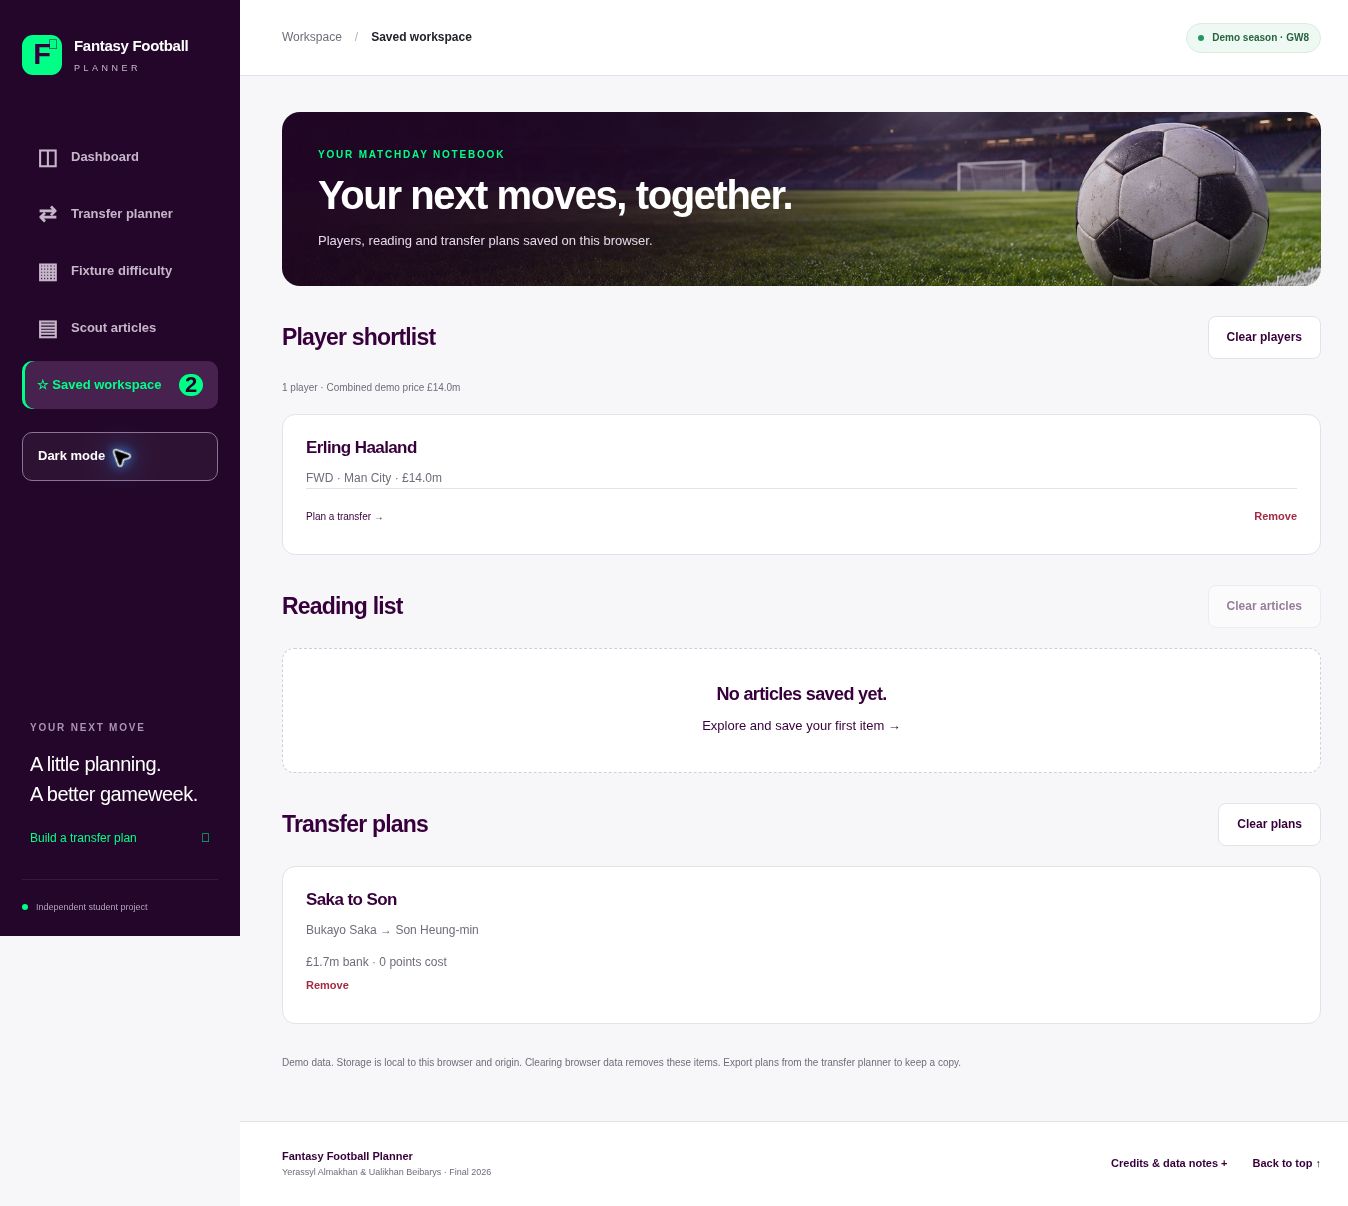 F
Fantasy Football
PLANNER
Dashboard
Transfer planner
Fixture difficulty
Scout articles
☆ Saved workspace 2
Dark mode
YOUR NEXT MOVE
A little planning.
A better gameweek.
Build a transfer plan
Independent student project
Workspace / Saved workspace
Demo season · GW8
YOUR MATCHDAY NOTEBOOK
Your next moves, together.
Players, reading and transfer plans saved on this browser.
Player shortlist
Clear players
1 player · Combined demo price £14.0m
Erling Haaland
FWD · Man City · £14.0m
Plan a transfer →
Remove
Reading list
Clear articles
No articles saved yet.
Explore and save your first item →
Transfer plans
Clear plans
Saka to Son
Bukayo Saka → Son Heung-min
£1.7m bank · 0 points cost
Remove
Demo data. Storage is local to this browser and origin. Clearing browser data removes these items. Export plans from the transfer planner to keep a copy.
Fantasy Football Planner
Yerassyl Almakhan & Ualikhan Beibarys · Final 2026
Credits & data notes +
Back to top ↑